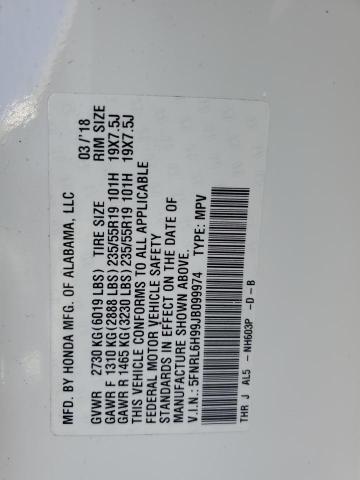 MFD. BY HONDA MFG. OF ALABAMA, LLC 03/'18
GVWR 2730 KG(6019 LBS) TIRE SIZE RIM SIZE
GAWR F 1310 KG(2888 LBS)235/55R19 101H 19X7.5J
GAWR R 1465 KG(3230 LBS)235/55R19 101H 19X7.5J
THIS VEHICLE CONFORMS TO ALL APPLICABLE
FEDERAL MOTOR VEHICLE SAFETY
STANDARDS IN EFFECT ON THE DATE OF
MANUFACTURE SHOWN ABOVE.
V.I.N.: 5FNRL6H99JB099974 TYPE: MPV
THR J AL5 - NH603P -D-B